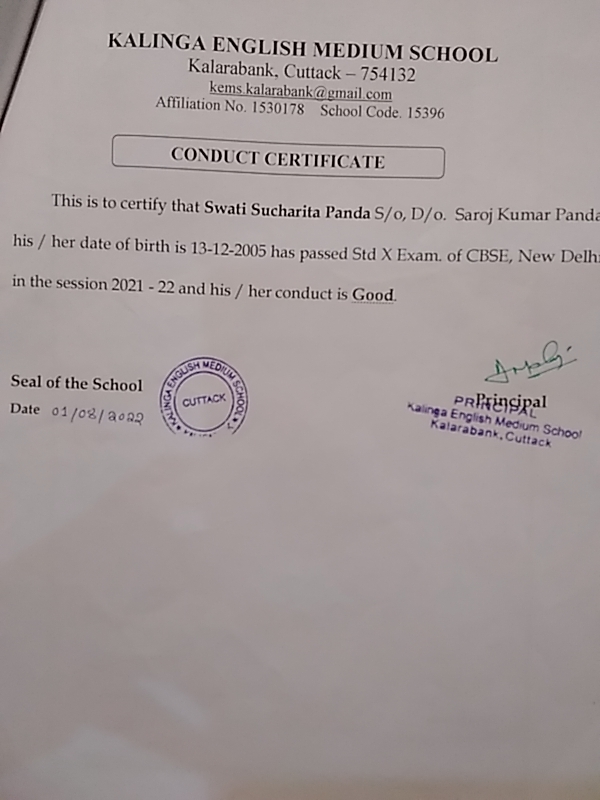 KALINGA ENGLISH MEDIUM SCHOOL
Kalarabank, Cuttack – 754132
kems.kalarabank@gmail.com
Affiliation No. 1530178 School Code. 15396
CONDUCT CERTIFICATE
This is to certify that Swati Sucharita Panda S/o, D/o. Saroj Kumar Panda
his / her date of birth is 13-12-2005 has passed Std X Exam. of CBSE, New Delhi
in the session 2021 - 22 and his / her conduct is Good.
Seal of the School
Date 01/08/2022
KALINGA ENGLISH MEDIUM SCHOOL
CUTTACK
Principal
PRINCIPAL
Kalinga English Medium School
Kalarabank, Cuttack